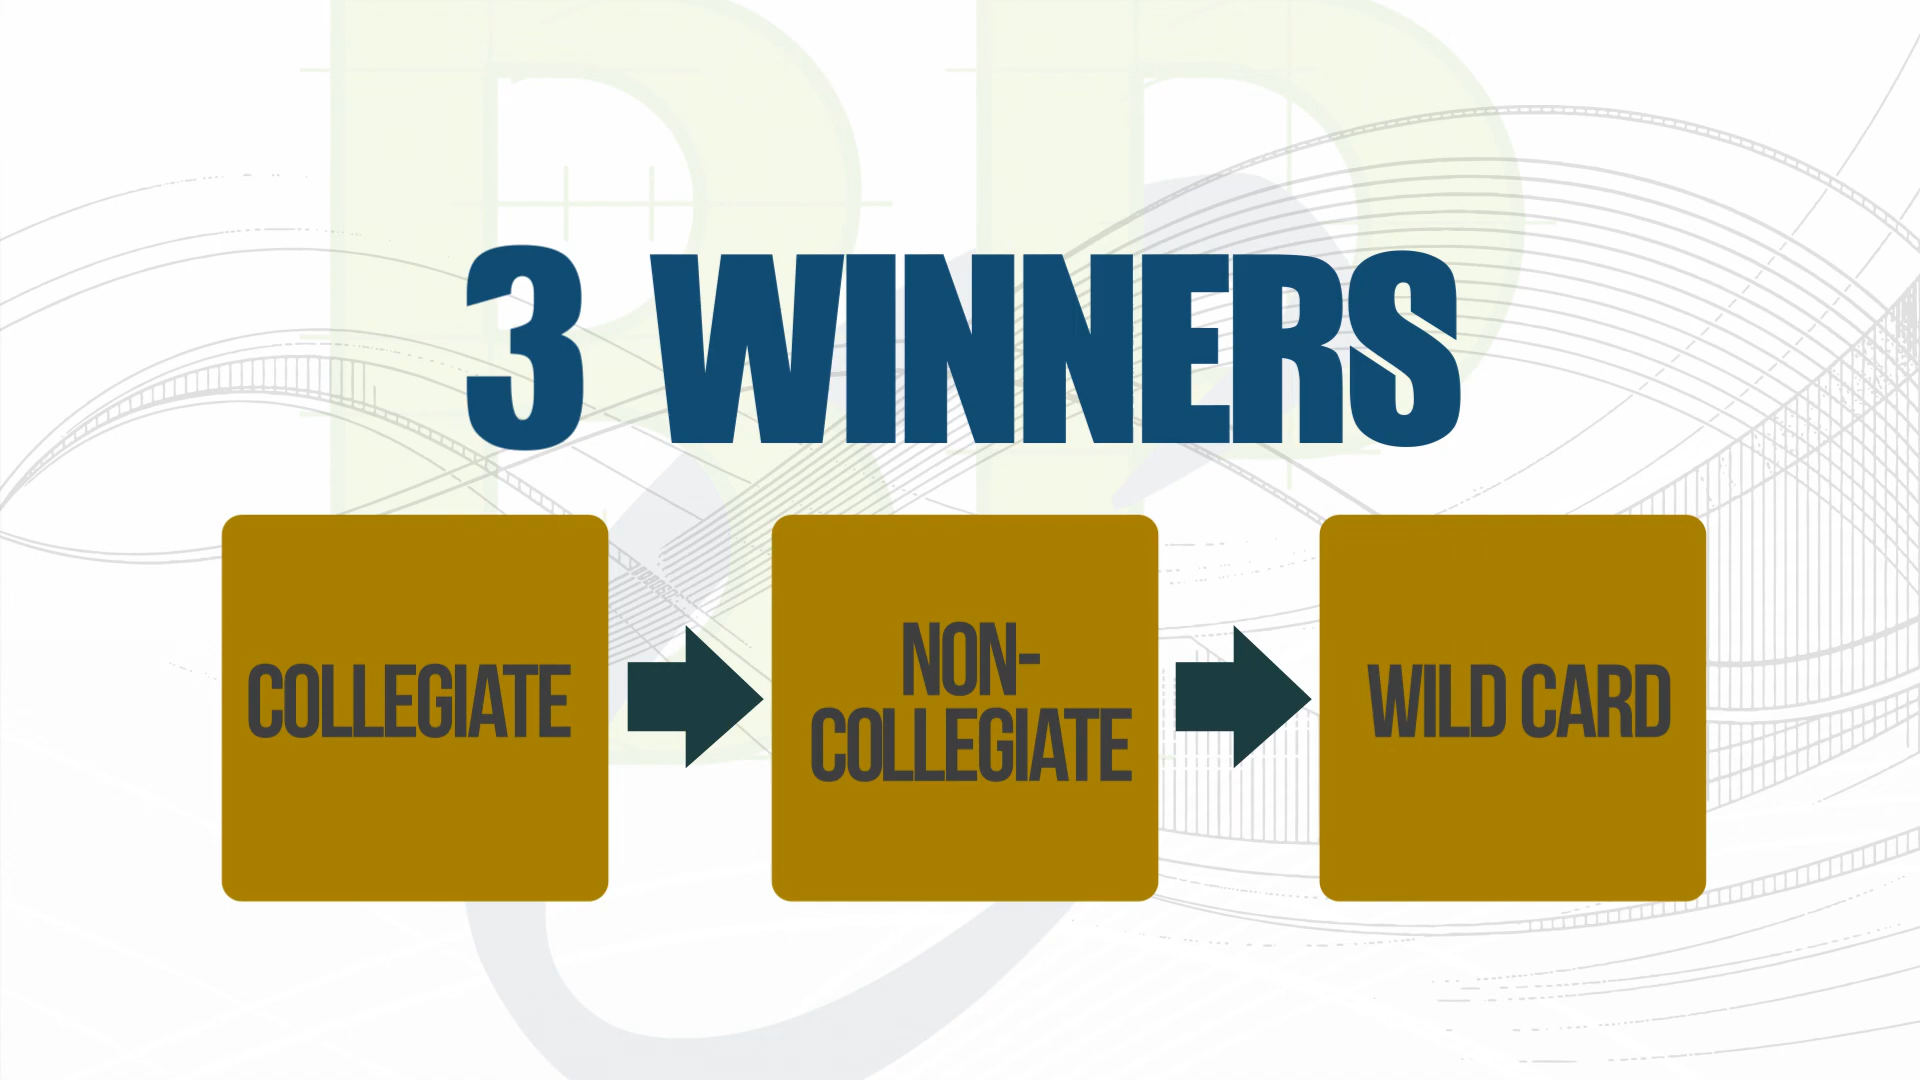 3 WINNERS
COLLEGIATE
NON-
COLLEGIATE
WILD CARD